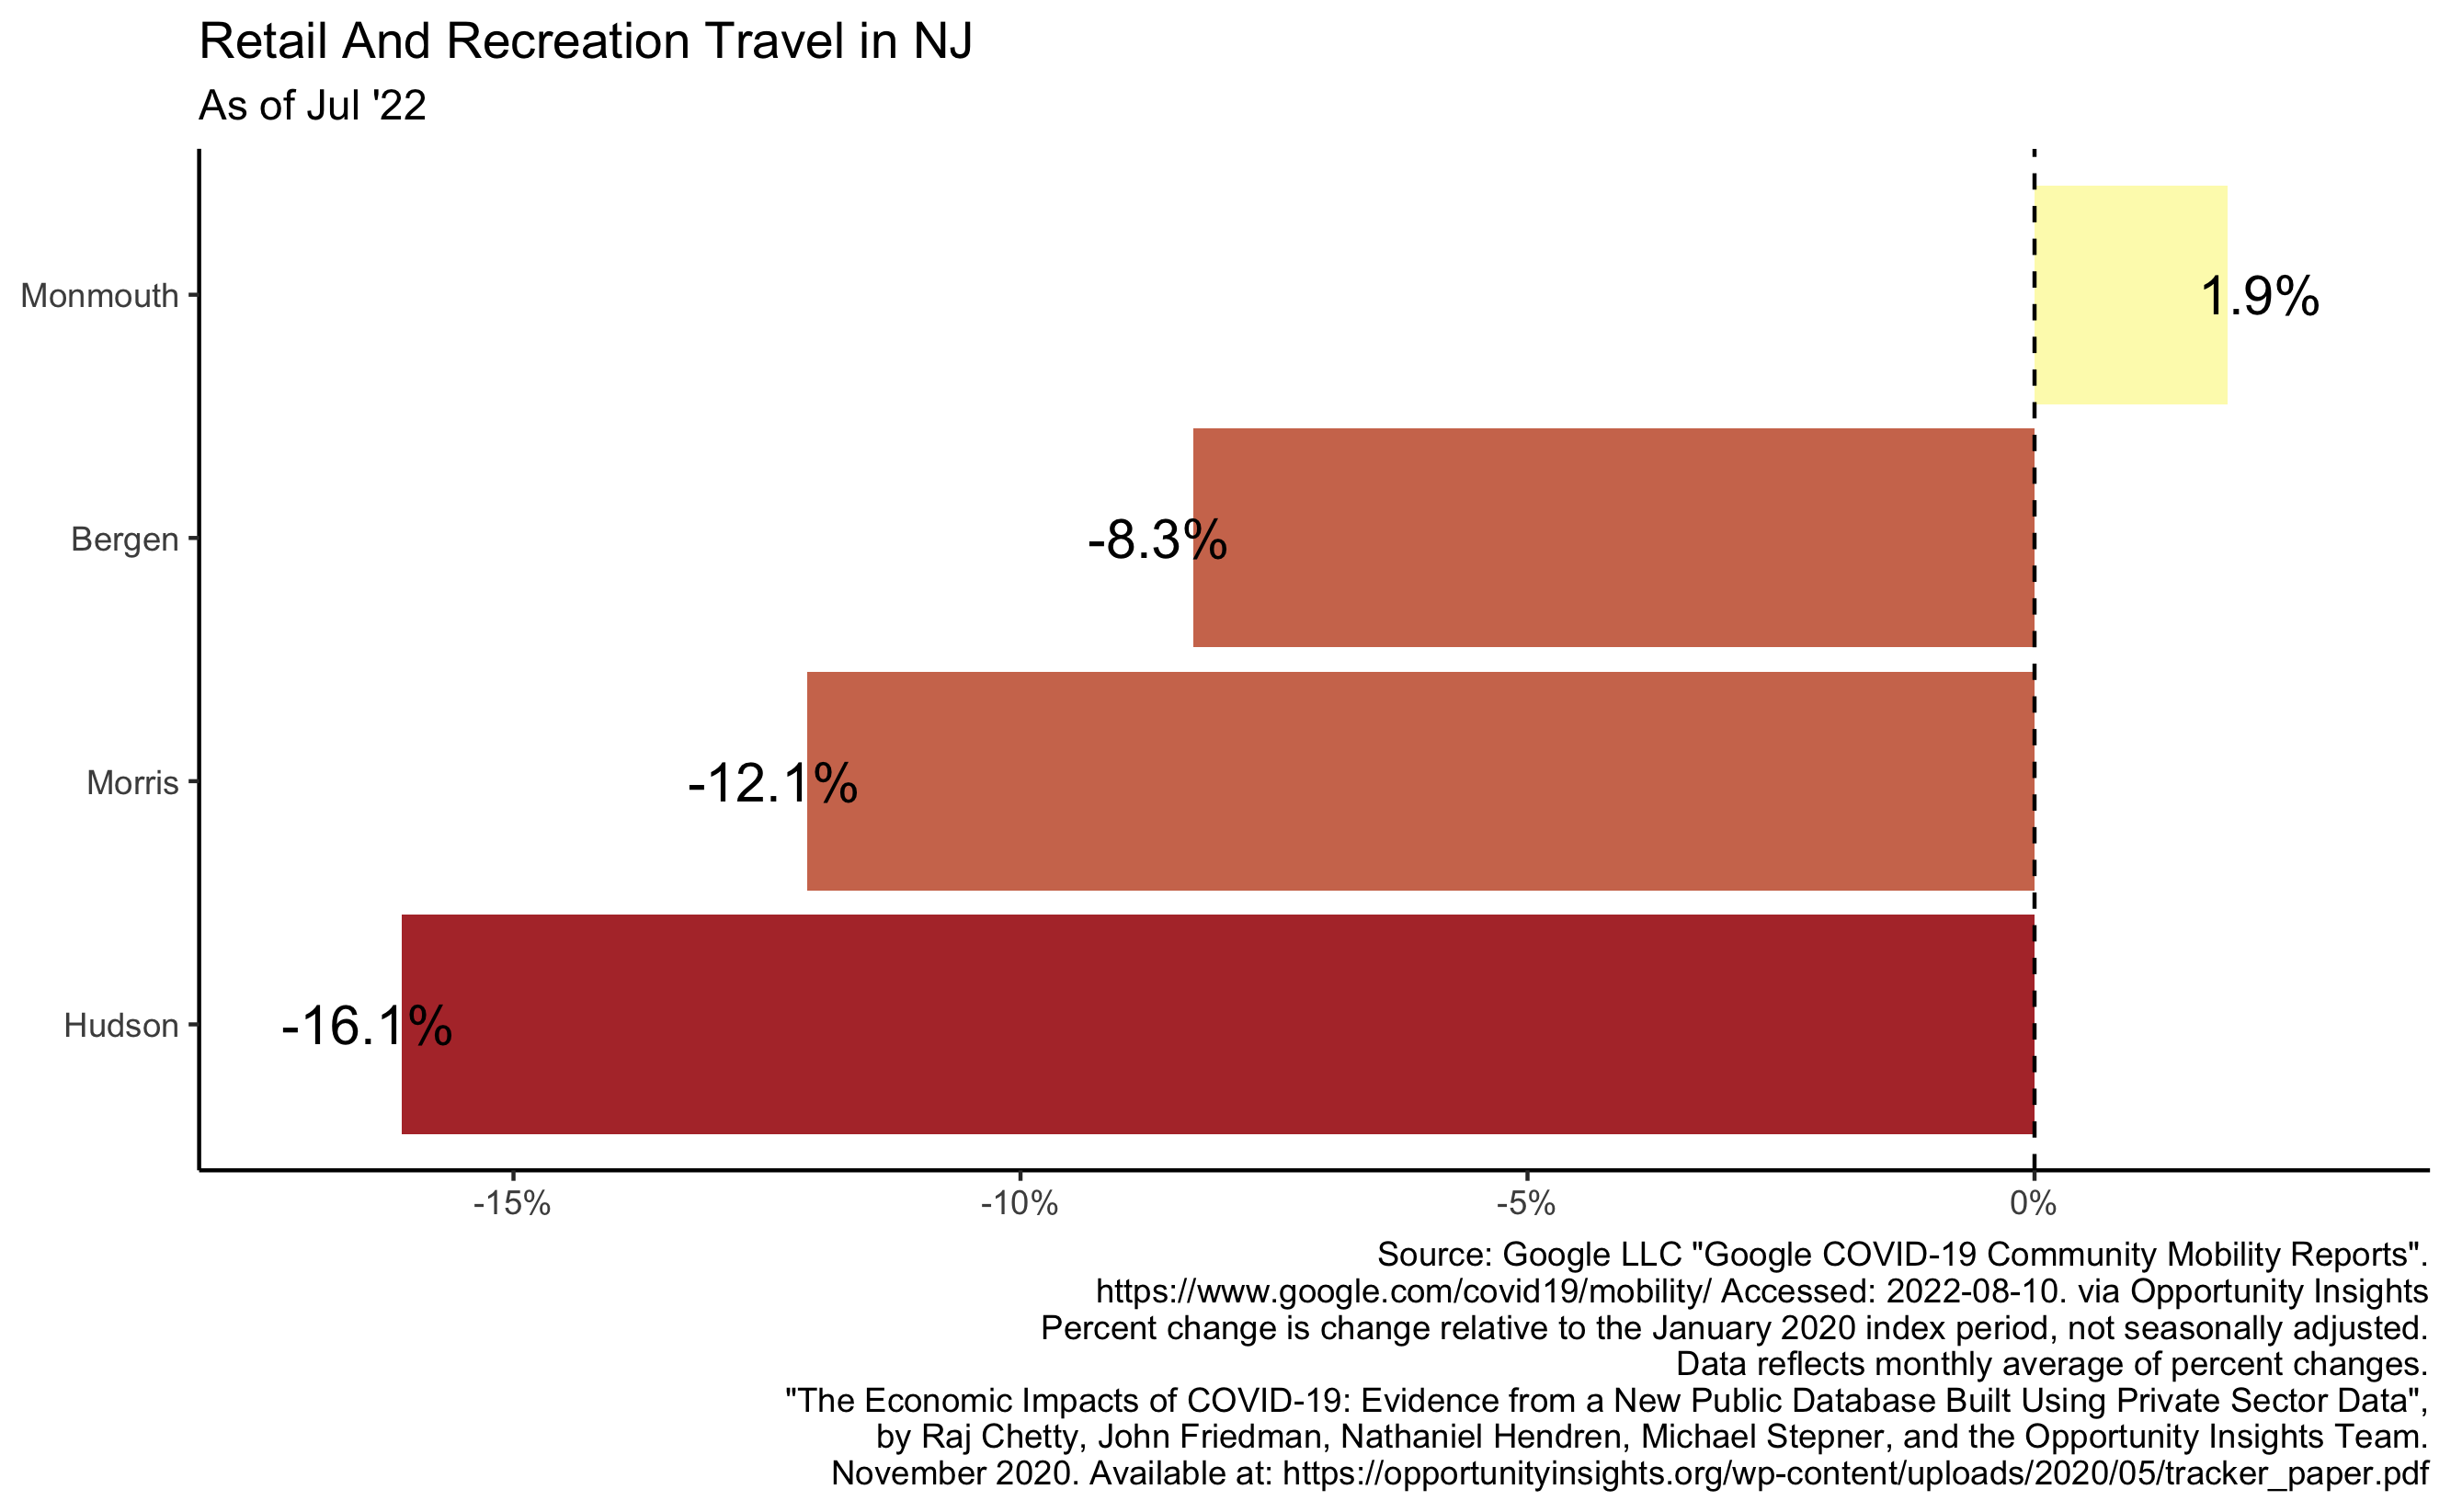 Retail And Recreation Travel in NJ
As of Jul '22
Monmouth
1.9%
Bergen
-8.3%
Morris
-12.1%
Hudson
-16.1%
-15% -10% -5% 0%
Source: Google LLC "Google COVID-19 Community Mobility Reports".
https://www.google.com/covid19/mobility/ Accessed: 2022-08-10. via Opportunity Insights
Percent change is change relative to the January 2020 index period, not seasonally adjusted.
Data reflects monthly average of percent changes.
"The Economic Impacts of COVID-19: Evidence from a New Public Database Built Using Private Sector Data",
by Raj Chetty, John Friedman, Nathaniel Hendren, Michael Stepner, and the Opportunity Insights Team.
November 2020. Available at: https://opportunityinsights.org/wp-content/uploads/2020/05/tracker_paper.pdf